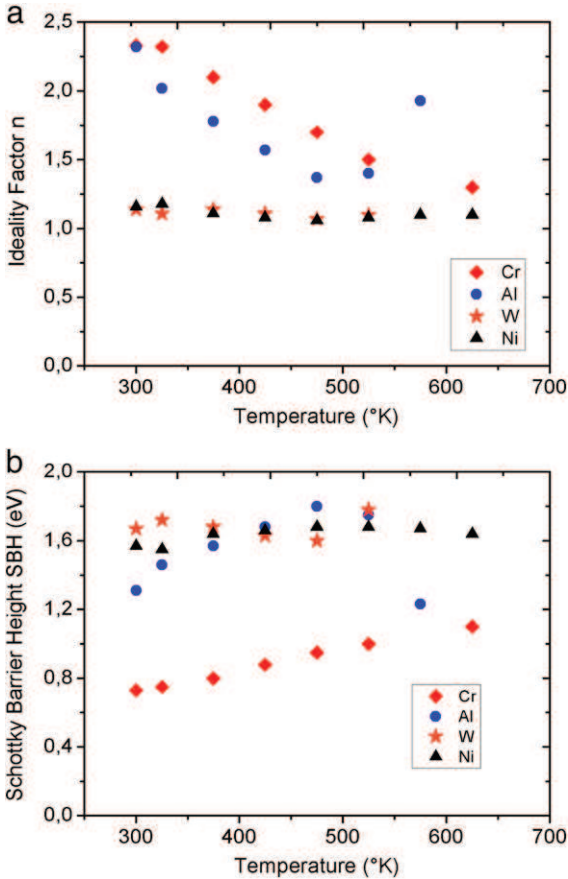 a
2,5
2,0
1,5
1,0
0,5
0,0
Ideality Factor n
Cr
Al
W
Ni
300 400 500 600 700
Temperature (°K)
b
2,0
1,6
1,2
0,8
0,4
0,0
Schottky Barrier Height SBH (eV)
Cr
Al
W
Ni
300 400 500 600 700
Temperature (°K)